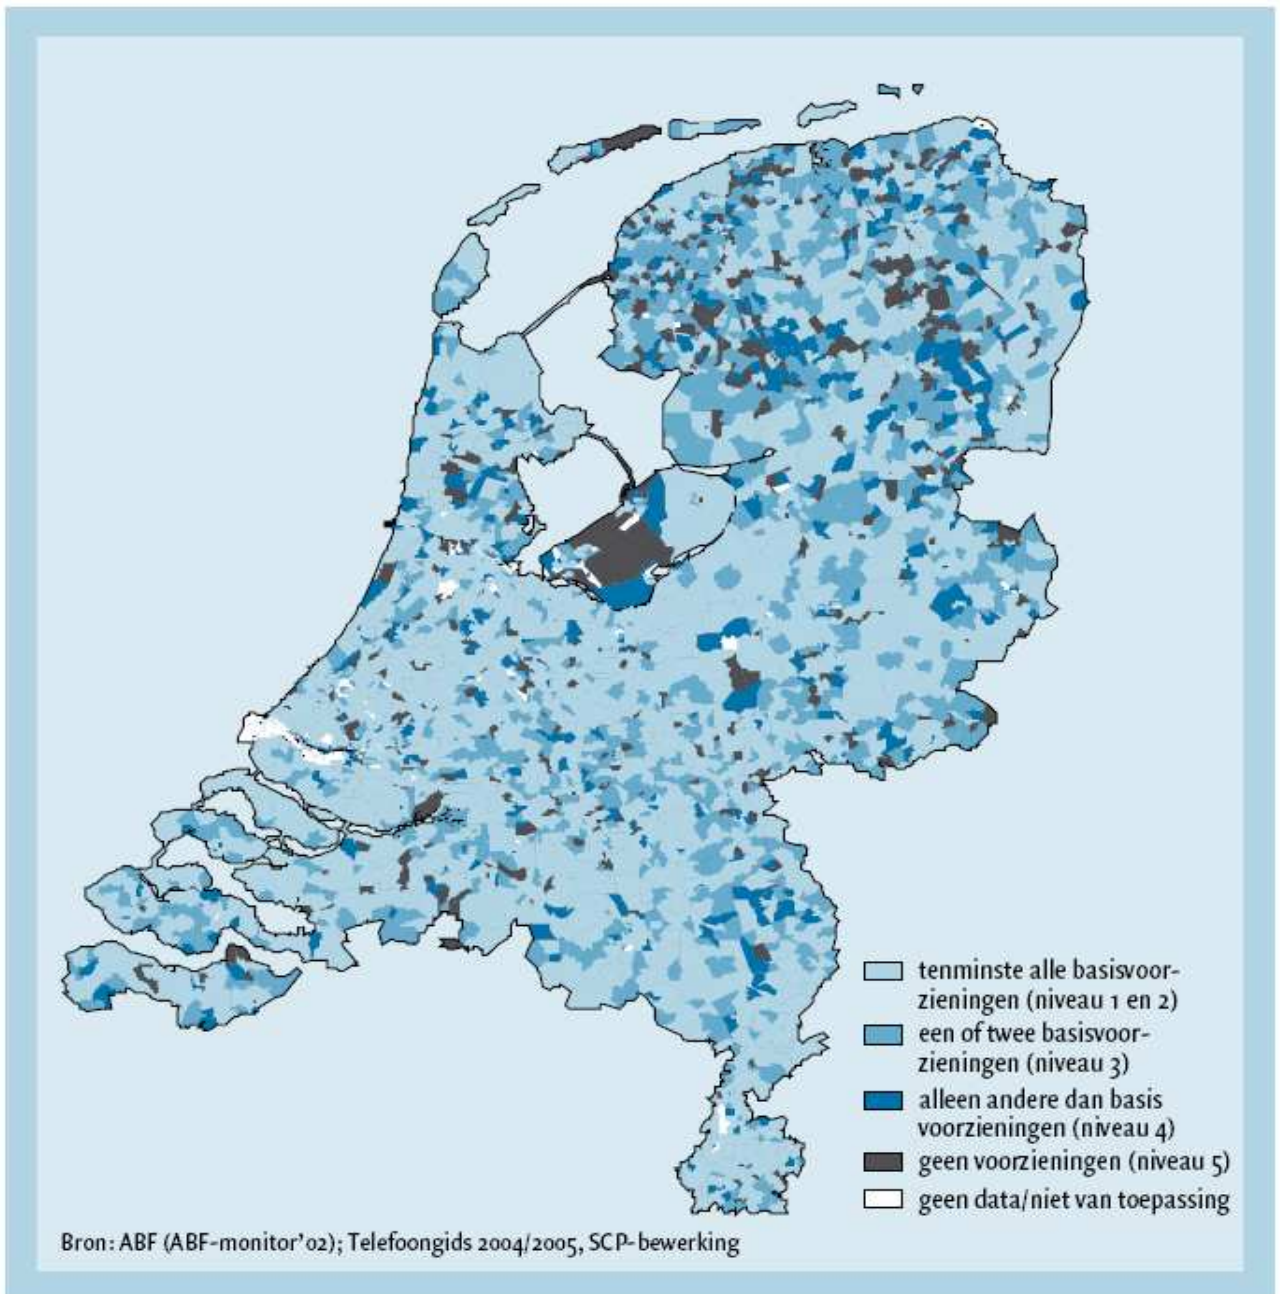 tenminste alle basisvoor-
zieningen (niveau 1 en 2)
een of twee basisvoor-
zieningen (niveau 3)
alleen andere dan basis
voorzieningen (niveau 4)
geen voorzieningen (niveau 5)
geen data/niet van toepassing
Bron: ABF (ABF-monitor'02); Telefoongids 2004/2005, SCP-bewerking